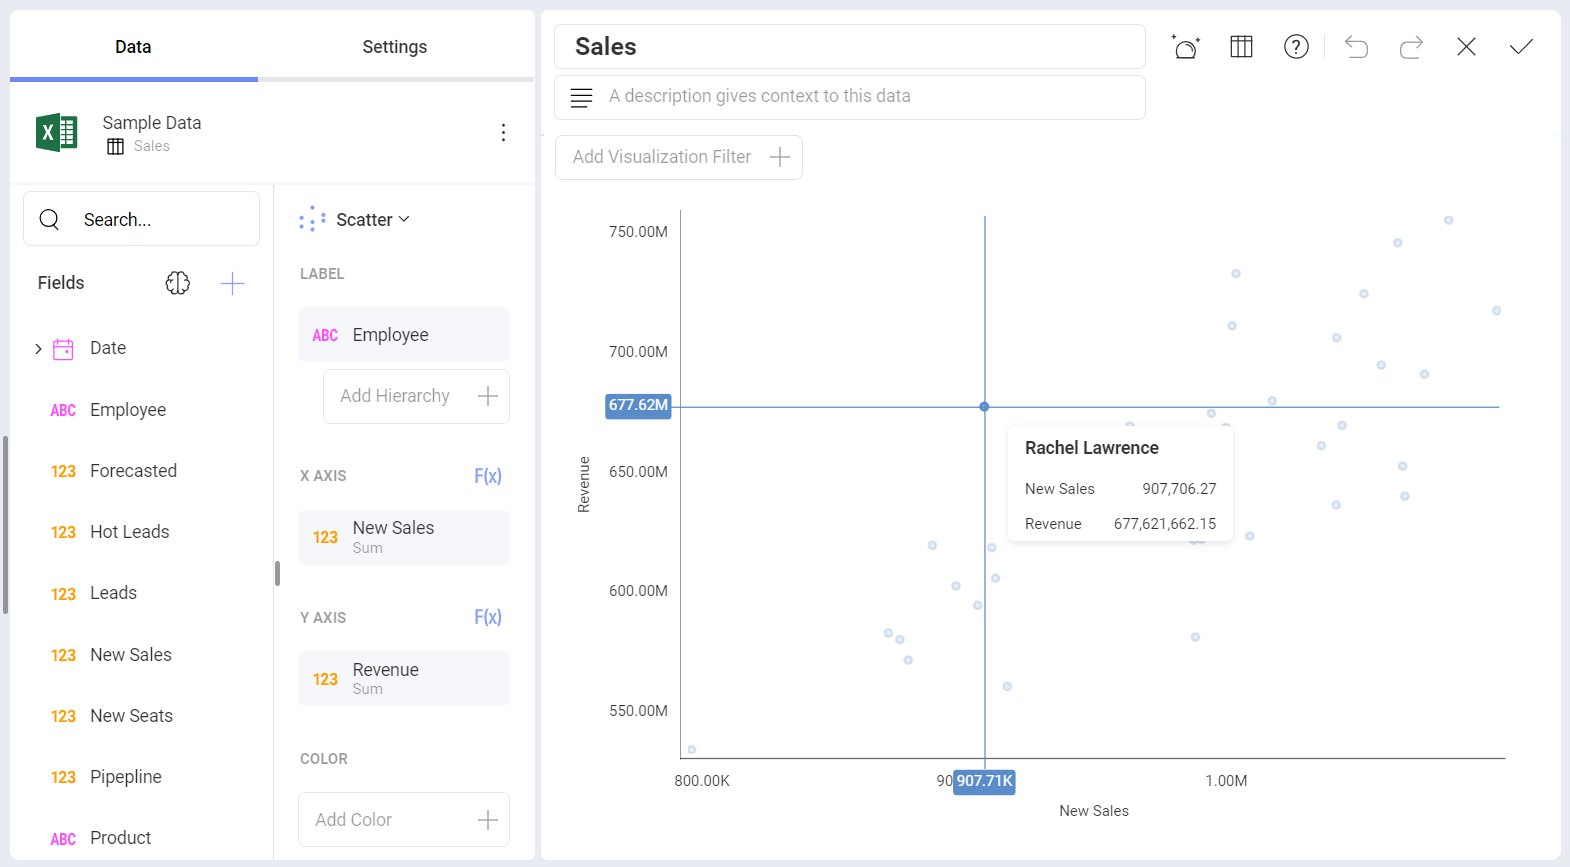 Data
Settings
Sample Data
Sales
Search...
Fields
Date
ABC Employee
123 Forecasted
123 Hot Leads
123 Leads
123 New Sales
123 New Seats
123 Pipepline
ABC Product
Scatter
LABEL
ABC Employee
Add Hierarchy
X AXIS F(x)
123 New Sales
Sum
Y AXIS F(x)
123 Revenue
Sum
COLOR
Add Color
Sales
A description gives context to this data
Add Visualization Filter
750.00M
700.00M
677.62M
650.00M
600.00M
550.00M
Revenue
Rachel Lawrence
New Sales 907,706.27
Revenue 677,621,662.15
800.00K 90 907.71K 1.00M
New Sales